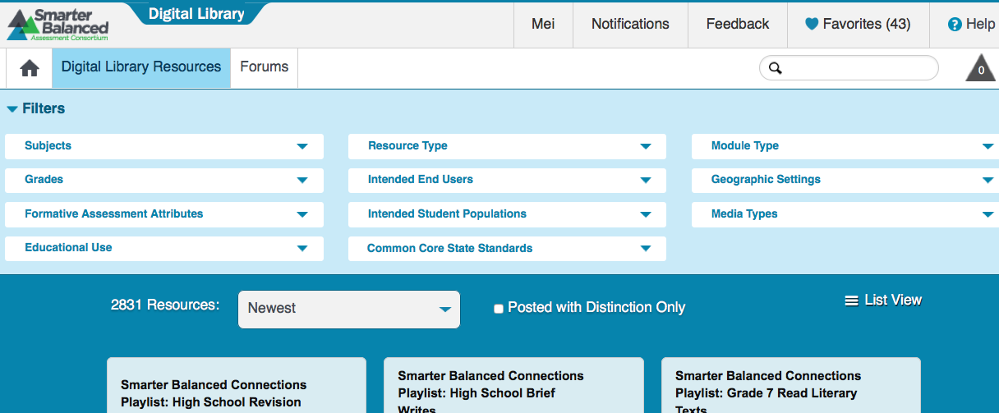 Smarter Balanced
Assessment Consortium
Digital Library
Mei
Notifications
Feedback
Favorites (43)
Help
Digital Library Resources
Forums
0
Filters
Subjects
Resource Type
Module Type
Grades
Intended End Users
Geographic Settings
Formative Assessment Attributes
Intended Student Populations
Media Types
Educational Use
Common Core State Standards
2831 Resources:
Newest
Posted with Distinction Only
List View
Smarter Balanced Connections
Playlist: High School Revision
Smarter Balanced Connections
Playlist: High School Brief
Writes
Smarter Balanced Connections
Playlist: Grade 7 Read Literary
Texts